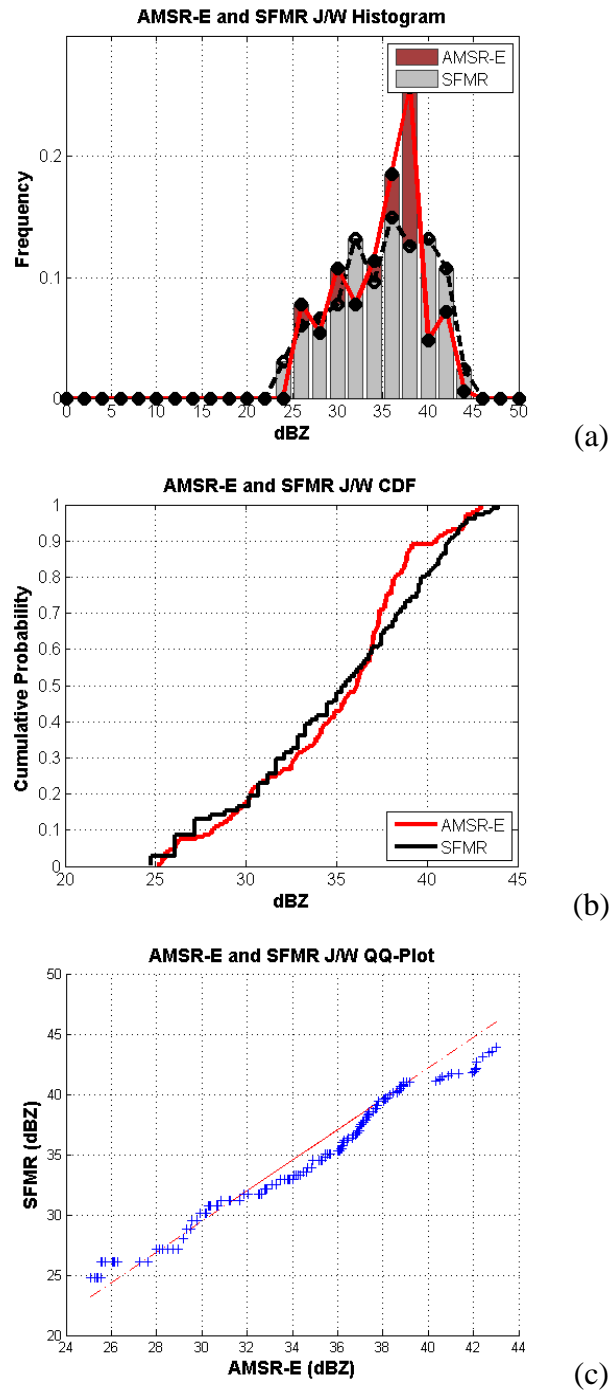 AMSR-E and SFMR J/W Histogram
AMSR-E
SFMR
Frequency
0.2
0.1
0
0 5 10 15 20 25 30 35 40 45 50
dBZ
(a)
AMSR-E and SFMR J/W CDF
Cumulative Probability
1
0.9
0.8
0.7
0.6
0.5
0.4
0.3
0.2
0.1
0
AMSR-E
SFMR
20 25 30 35 40 45
dBZ
(b)
AMSR-E and SFMR J/W QQ-Plot
SFMR (dBZ)
50
45
40
35
30
25
20
24 26 28 30 32 34 36 38 40 42 44
AMSR-E (dBZ)
(c)